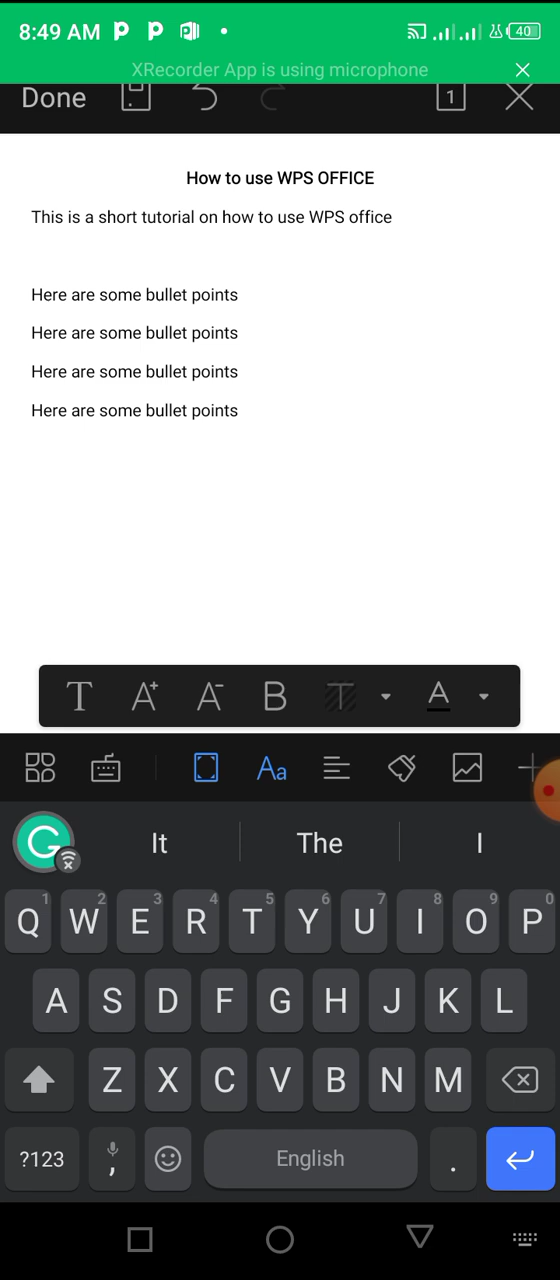 8:49 AM
40
XRecorder App is using microphone
Done
1
How to use WPS OFFICE
This is a short tutorial on how to use WPS office
Here are some bullet points
Here are some bullet points
Here are some bullet points
Here are some bullet points
T A+ A- B T A
Aa
It The I
1 2 3 4 5 6 7 8 9 0
Q W E R T Y U I O P
A S D F G H J K L
Z X C V B N M
?123 , English .